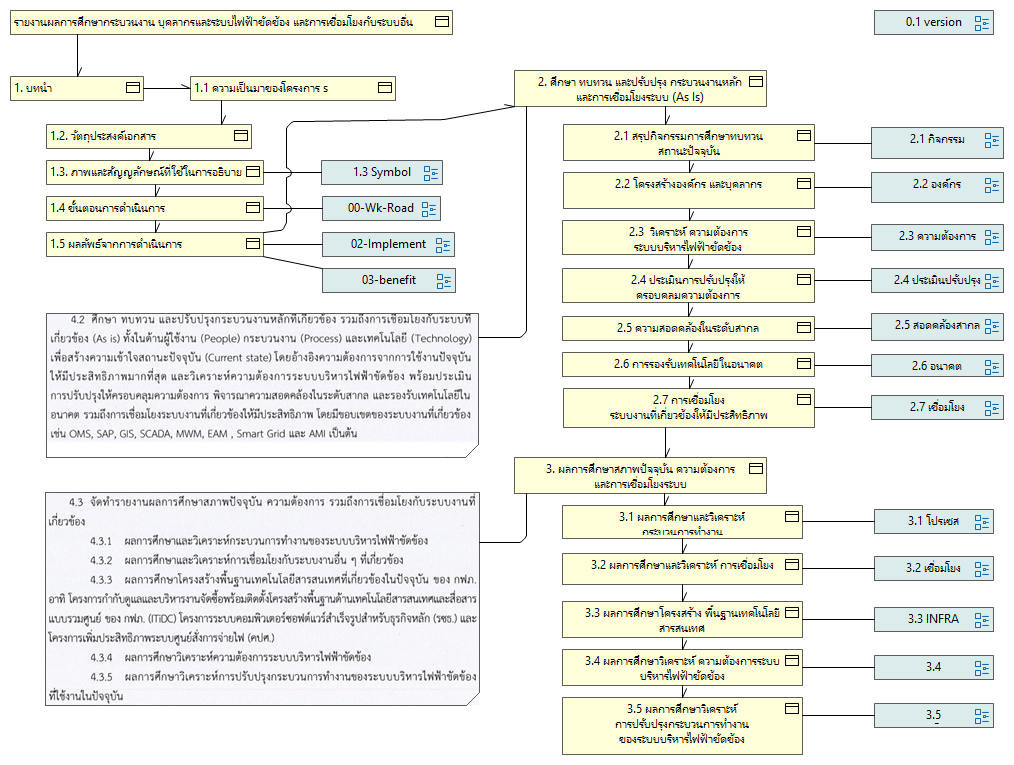 รายงานผลการศึกษากระบวนงาน บุคลากรและระบบไฟฟ้าขัดข้อง และการเชื่อมโยงกับระบบอื่น
0.1 version
1. บทนำ
1.1 ความเป็นมาของโครงการ s
1.2. วัตถุประสงค์เอกสาร
1.3. ภาพและสัญญลักษณ์ที่ใช้ในการอธิบาย
1.3 Symbol
1.4 ขั้นตอนการดำเนินการ
00-Wk-Road
1.5 ผลลัพธ์จากการดำเนินการ
02-Implement
03-benefit
4.2 ศึกษา ทบทวน และปรับปรุงกระบวนงานหลักที่เกี่ยวข้อง รวมถึงการเชื่อมโยงกับระบบที่
เกี่ยวข้อง (As is) ทั้งในด้านผู้ใช้งาน (People) กระบวนงาน (Process) และเทคโนโลยี (Technology)
เพื่อสร้างความเข้าใจสถานะปัจจุบัน (Current state) โดยอ้างอิงความต้องการจากการใช้งานปัจจุบัน
ให้มีประสิทธิภาพมากที่สุด และวิเคราะห์ความต้องการระบบบริหารไฟฟ้าขัดข้อง พร้อมประเมิน
การปรับปรุงให้ครอบคลุมความต้องการ พิจารณาความสอดคล้องในระดับสากล และรองรับเทคโนโลยีใน
อนาคต รวมถึงการเชื่อมโยงระบบงานที่เกี่ยวข้องให้มีประสิทธิภาพ โดยมีขอบเขตของระบบงานที่เกี่ยวข้อง
เช่น OMS, SAP, GIS, SCADA, MWM, EAM , Smart Grid และ AMI เป็นต้น
4.3 จัดทำรายงานผลการศึกษาสภาพปัจจุบัน ความต้องการ รวมถึงการเชื่อมโยงกับระบบงานที่
เกี่ยวข้อง
4.3.1 ผลการศึกษาและวิเคราะห์กระบวนการทำงานของระบบบริหารไฟฟ้าขัดข้อง
4.3.2 ผลการศึกษาและวิเคราะห์การเชื่อมโยงกับระบบงานอื่น ๆ ที่เกี่ยวข้อง
4.3.3 ผลการศึกษาโครงสร้างพื้นฐานเทคโนโลยีสารสนเทศที่เกี่ยวข้องในปัจจุบัน ของ กฟภ.
อาทิ โครงการกำกับดูแลและบริหารงานจัดซื้อพร้อมติดตั้งโครงสร้างพื้นฐานด้านเทคโนโลยีสารสนเทศและสื่อสาร
แบบรวมศูนย์ ของ กฟภ. (ITiDC) โครงการระบบคอมพิวเตอร์ซอฟต์แวร์สำเร็จรูปสำหรับธุรกิจหลัก (รซธ.) และ
โครงการเพิ่มประสิทธิภาพระบบศูนย์สั่งการจ่ายไฟ (คปศ.)
4.3.4 ผลการศึกษาวิเคราะห์ความต้องการระบบบริหารไฟฟ้าขัดข้อง
4.3.5 ผลการศึกษาวิเคราะห์การปรับปรุงกระบวนการทำงานของระบบบริหารไฟฟ้าขัดข้อง
ที่ใช้งานในปัจจุบัน
2. ศึกษา ทบทวน และปรับปรุง กระบวนงานหลัก
และการเชื่อมโยงระบบ (As Is)
2.1 สรุปกิจกรรมการศึกษาทบทวน
สถานะปัจจุบัน
2.1 กิจกรรม
2.2 โครงสร้างองค์กร และบุคลากร
2.2 องค์กร
2.3 วิเคราะห์ ความต้องการ
ระบบบริหารไฟฟ้าขัดข้อง
2.3 ความต้องการ
2.4 ประเมินการปรับปรุงให้
ครอบคลุมความต้องการ
2.4 ประเมินปรับปรุง
2.5 ความสอดคล้องในระดับสากล
2.5 สอดคล้องสากล
2.6 การรองรับเทคโนโลยีในอนาคต
2.6 อนาคต
2.7 การเชื่อมโยง
ระบบงานที่เกี่ยวข้องให้มีประสิทธิภาพ
2.7 เชื่อมโยง
3. ผลการศึกษาสภาพปัจจุบัน ความต้องการ
และการเชื่อมโยงระบบ
3.1 ผลการศึกษาและวิเคราะห์
กระบวนการทำงาน
3.1 โปรเซส
3.2 ผลการศึกษาและวิเคราะห์ การเชื่อมโยง
3.2 เชื่อมโยง
3.3 ผลการศึกษาโครงสร้าง พื้นฐานเทคโนโลยี
สารสนเทศ
3.3 INFRA
3.4 ผลการศึกษาวิเคราะห์ ความต้องการระบบ
บริหารไฟฟ้าขัดข้อง
3.4
3.5 ผลการศึกษาวิเคราะห์
การปรับปรุงกระบวนการทำงาน
ของระบบบริหารไฟฟ้าขัดข้อง
3.5